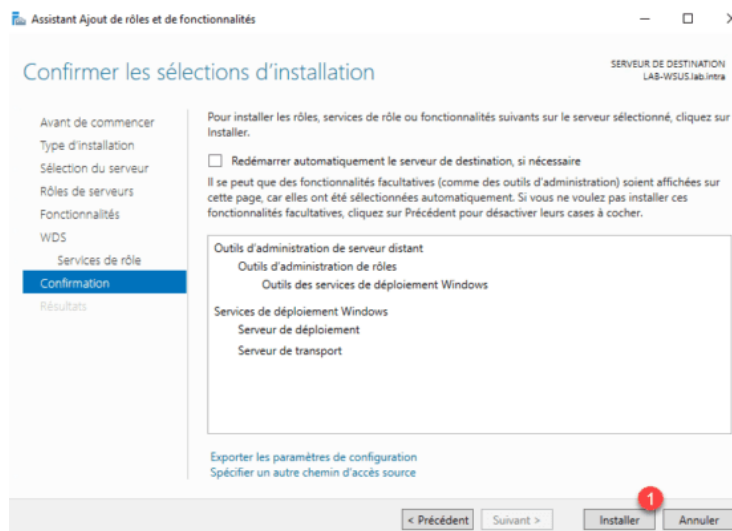 Assistant Ajout de rôles et de fonctionnalités
Confirmer les sélections d'installation
SERVEUR DE DESTINATION
LAB-WSUS.lab.intra
Avant de commencer
Type d'installation
Sélection du serveur
Rôles de serveurs
Fonctionnalités
WDS
Services de rôle
Confirmation
Résultats
Pour installer les rôles, services de rôle ou fonctionnalités suivants sur le serveur sélectionné, cliquez sur
Installer.
Redémarrer automatiquement le serveur de destination, si nécessaire
Il se peut que des fonctionnalités facultatives (comme des outils d'administration) soient affichées sur
cette page, car elles ont été sélectionnées automatiquement. Si vous ne voulez pas installer ces
fonctionnalités facultatives, cliquez sur Précédent pour désactiver leurs cases à cocher.
Outils d'administration de serveur distant
Outils d'administration de rôles
Outils des services de déploiement Windows
Services de déploiement Windows
Serveur de déploiement
Serveur de transport
Exporter les paramètres de configuration
Spécifier un autre chemin d'accès source
1
< Précédent Suivant > Installer Annuler